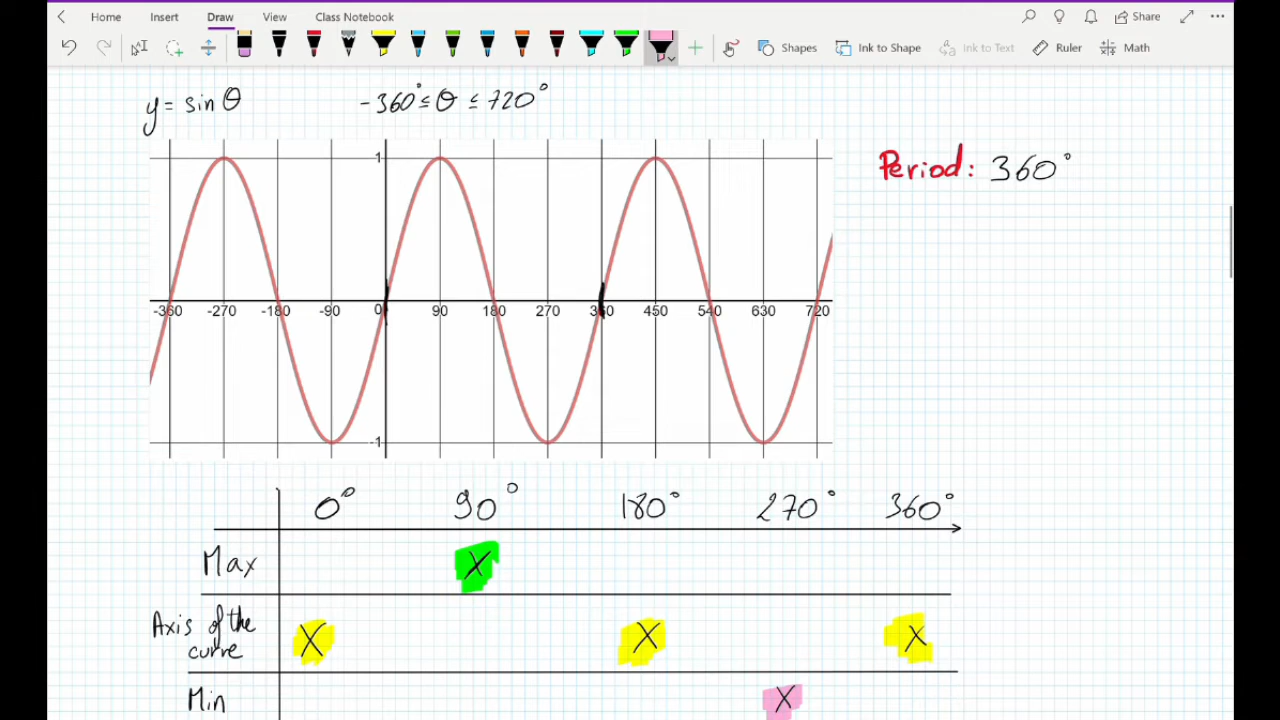 Home Insert Draw View Class Notebook Share
Shapes Ink to Shape Ink to Text Ruler Math
y = sin θ -360° ≤ θ ≤ 720°
Period: 360°
1
-360 -270 -180 -90 0 90 180 270 360 450 540 630 720
-1
0° 90° 180° 270° 360°
Max X
Axis of the
curve X X X
Min X